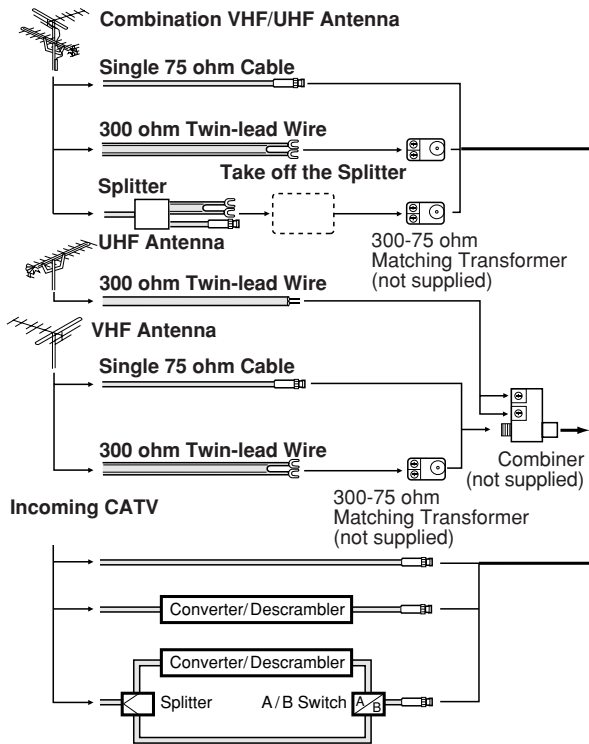 Combination VHF/UHF Antenna
Single 75 ohm Cable
300 ohm Twin-lead Wire
Take off the Splitter
Splitter
300-75 ohm
Matching Transformer
(not supplied)
UHF Antenna
300 ohm Twin-lead Wire
VHF Antenna
Single 75 ohm Cable
300 ohm Twin-lead Wire
Combiner
(not supplied)
300-75 ohm
Matching Transformer
(not supplied)
Incoming CATV
Converter/Descrambler
Converter/Descrambler
Splitter
A/B Switch
A
B